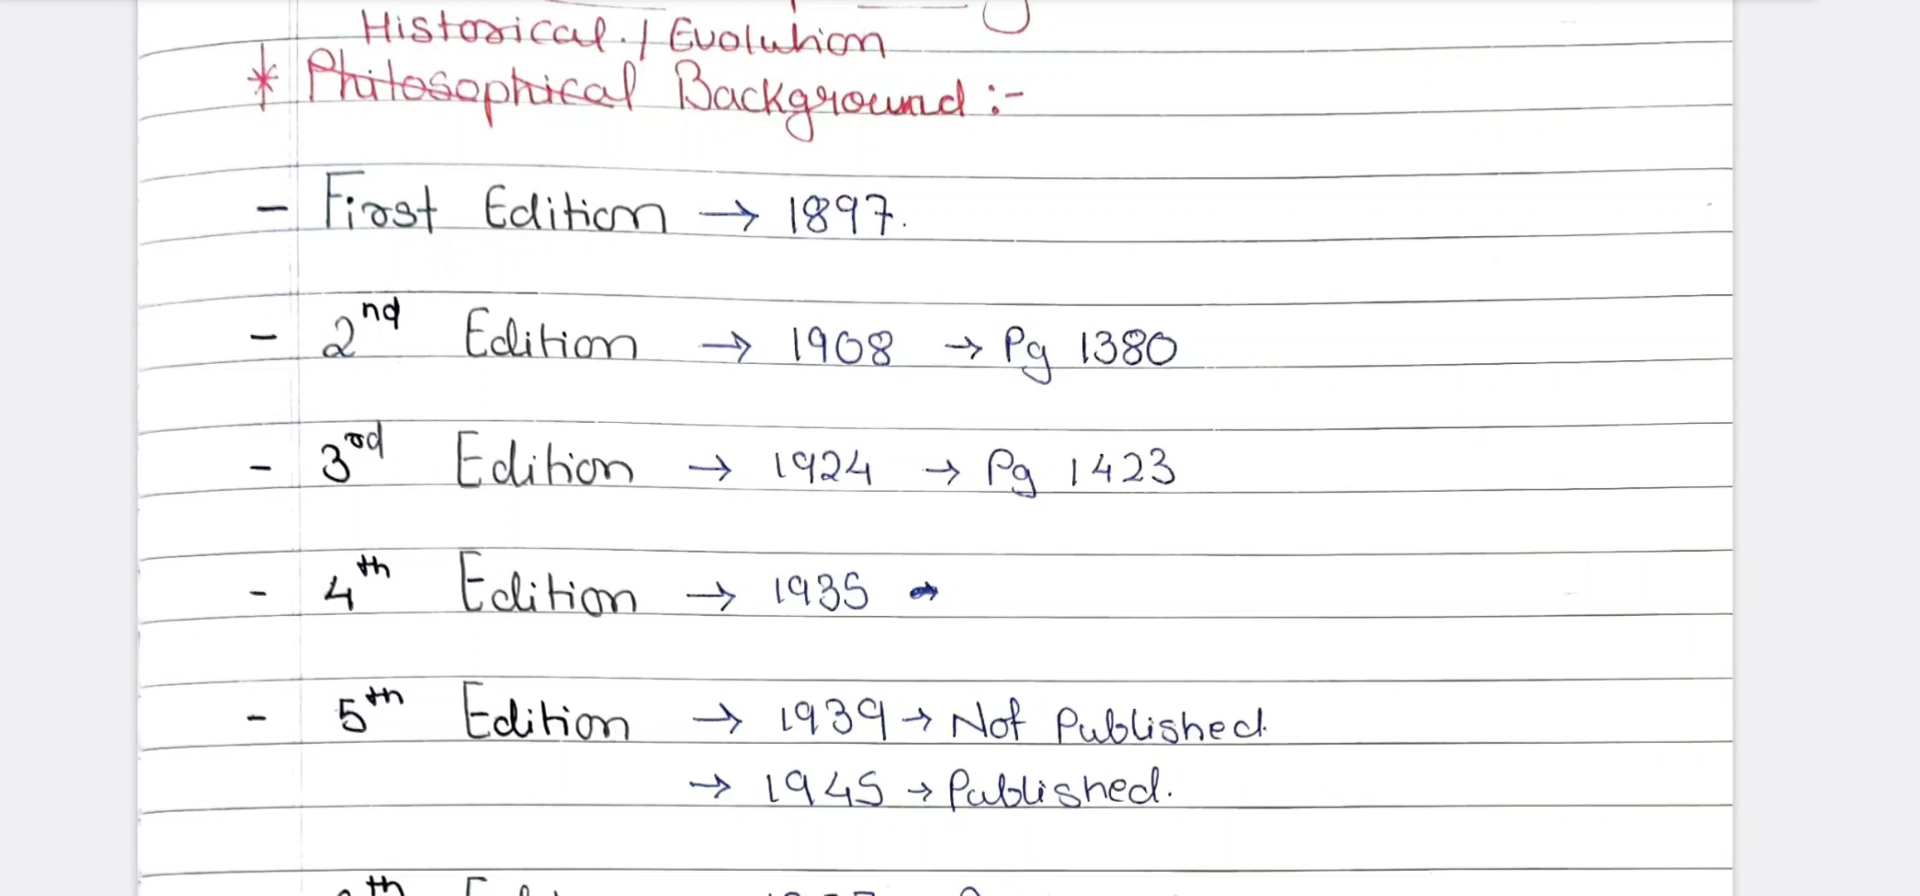 Historical / Evolution
* Philosophical Background :-
- First Edition → 1897.
- 2nd Edition → 1908 → Pg 1380
- 3rd Edition → 1924 → Pg 1423
- 4th Edition → 1935 →
- 5th Edition → 1939 → Not Published.
→ 1945 → Published.